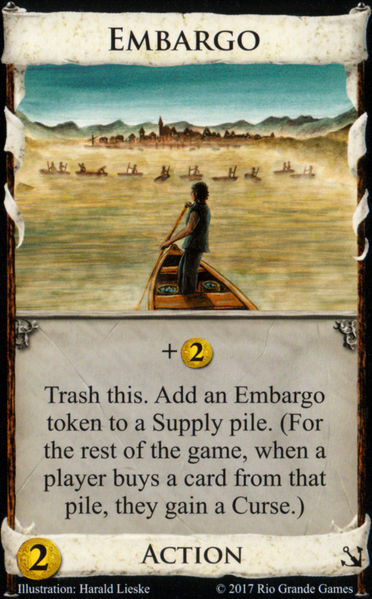 EMBARGO
+2
Trash this. Add an Embargo
token to a Supply pile. (For
the rest of the game, when a
player buys a card from that
pile, they gain a Curse.)
2 ACTION
Illustration: Harald Lieske © 2017 Rio Grande Games